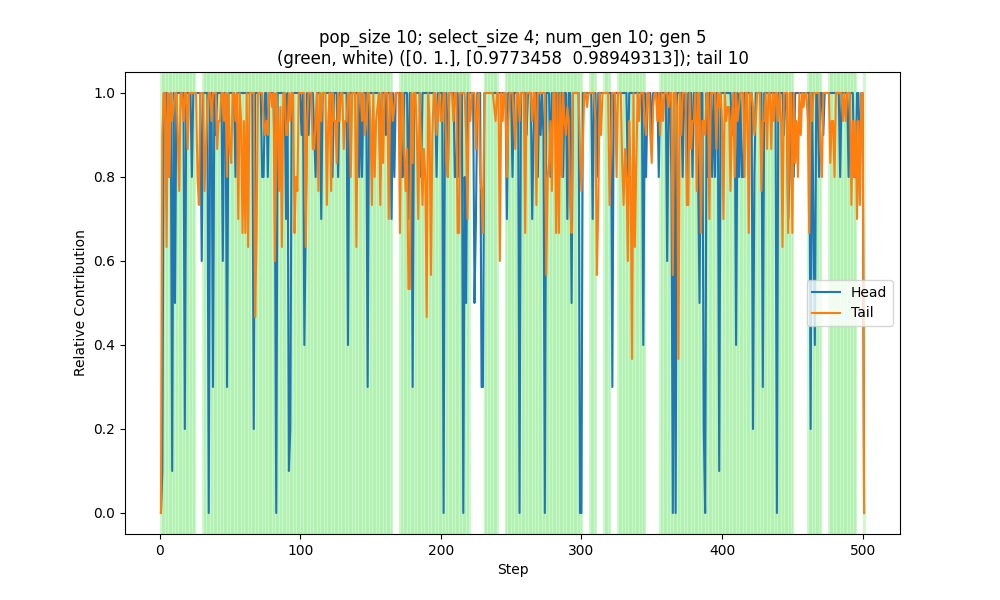 pop_size 10; select_size 4; num_gen 10; gen 5
(green, white) ([0. 1.], [0.9773458  0.98949313]); tail 10
1.0
0.8
0.6
0.4
0.2
0.0
Relative Contribution
Head
Tail
0
100
200
300
400
500
Step